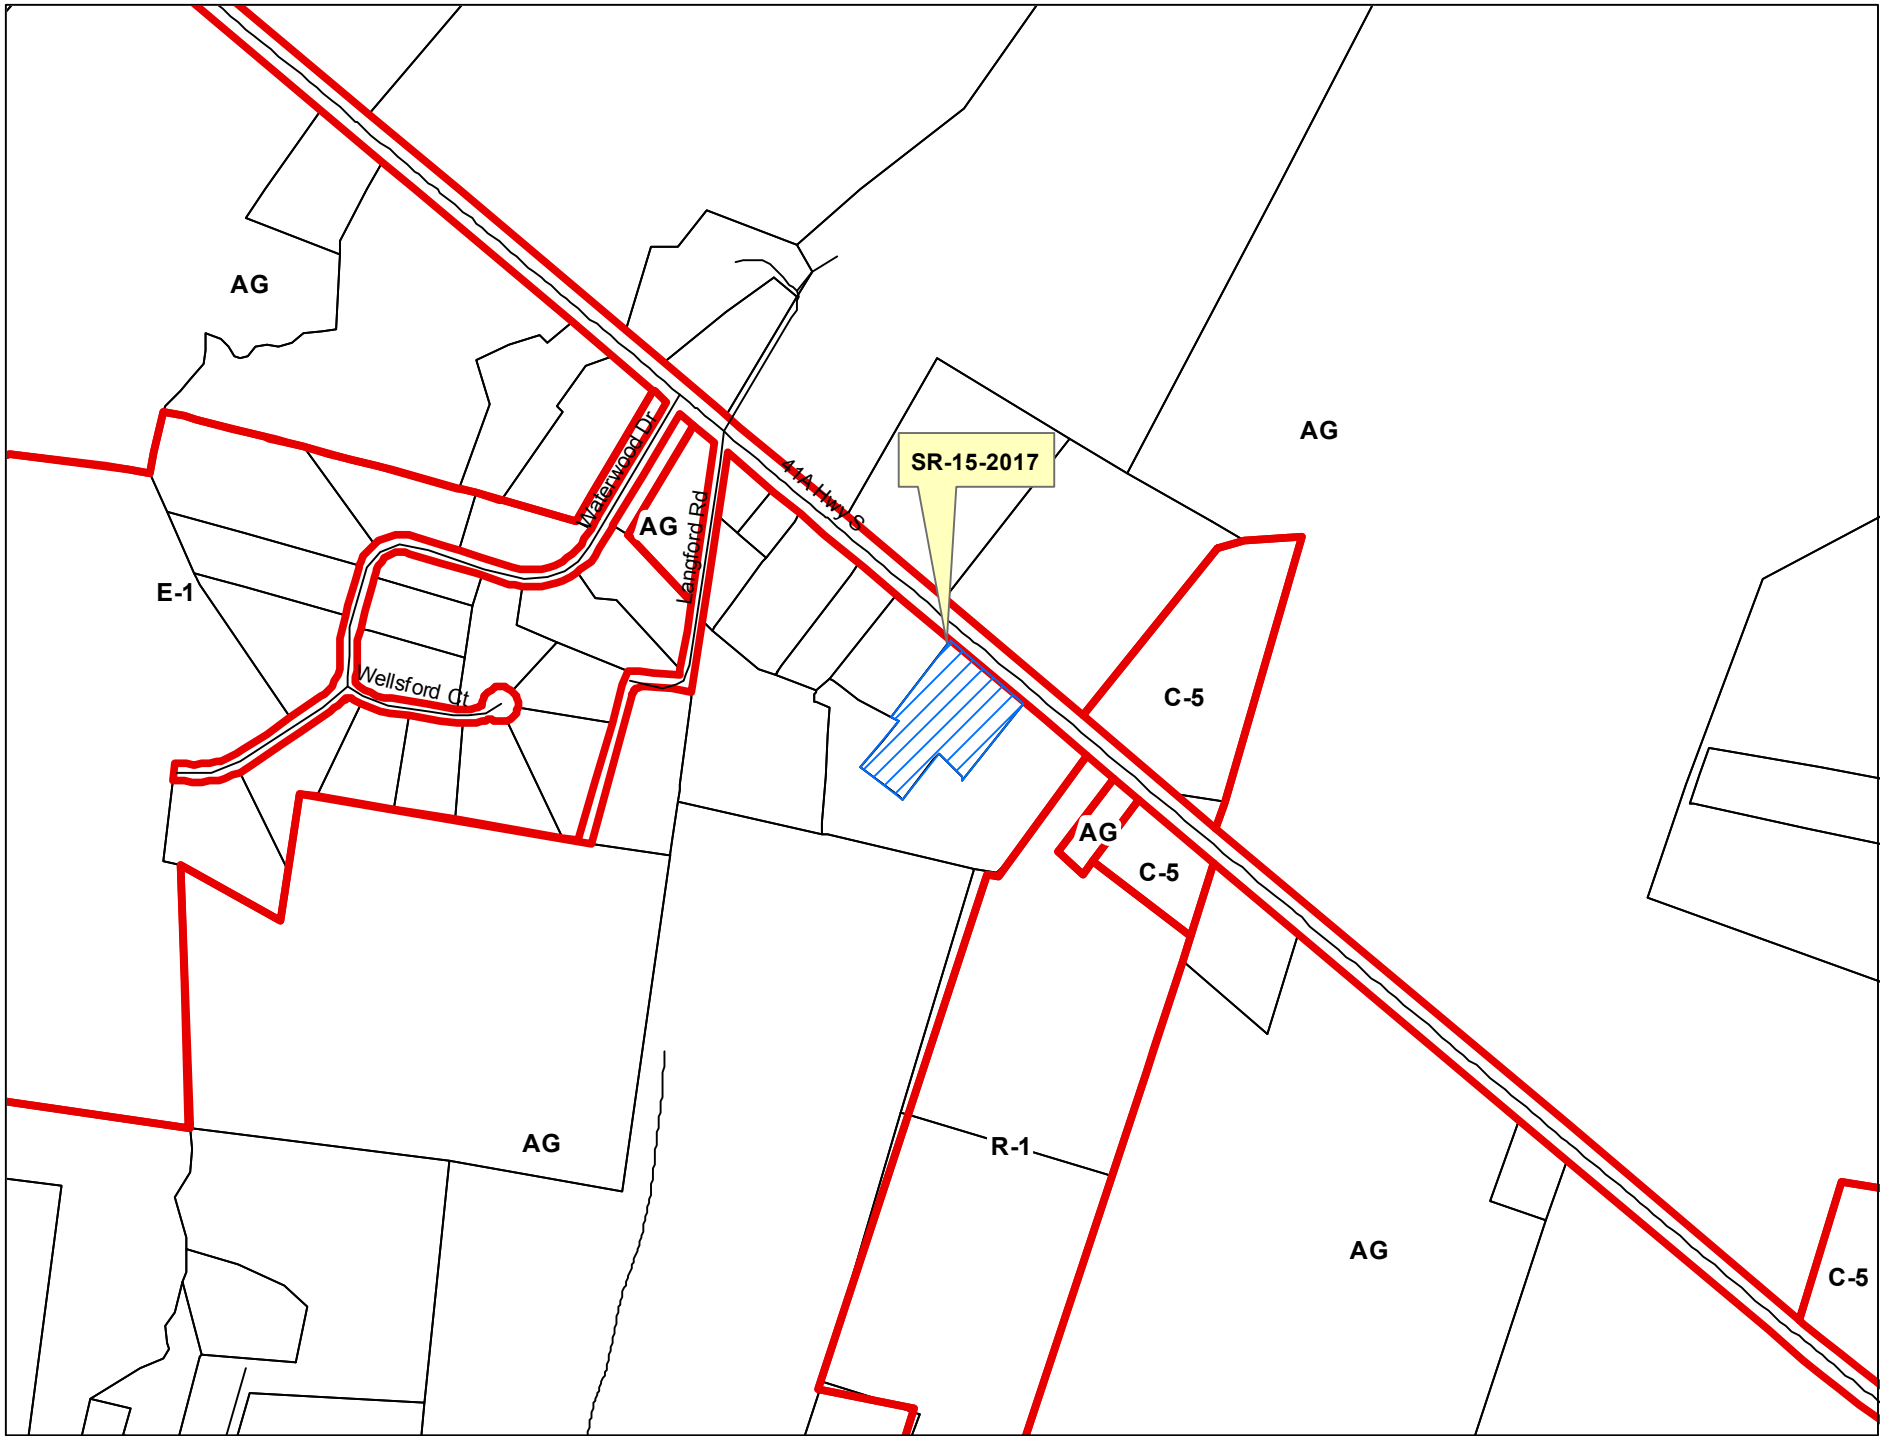 AG
Waterwood Dr
AG
Langford Rd
41A Hwy S
SR-15-2017
AG
E-1
Wellsford Ct
C-5
AG
C-5
AG
R-1
AG
C-5